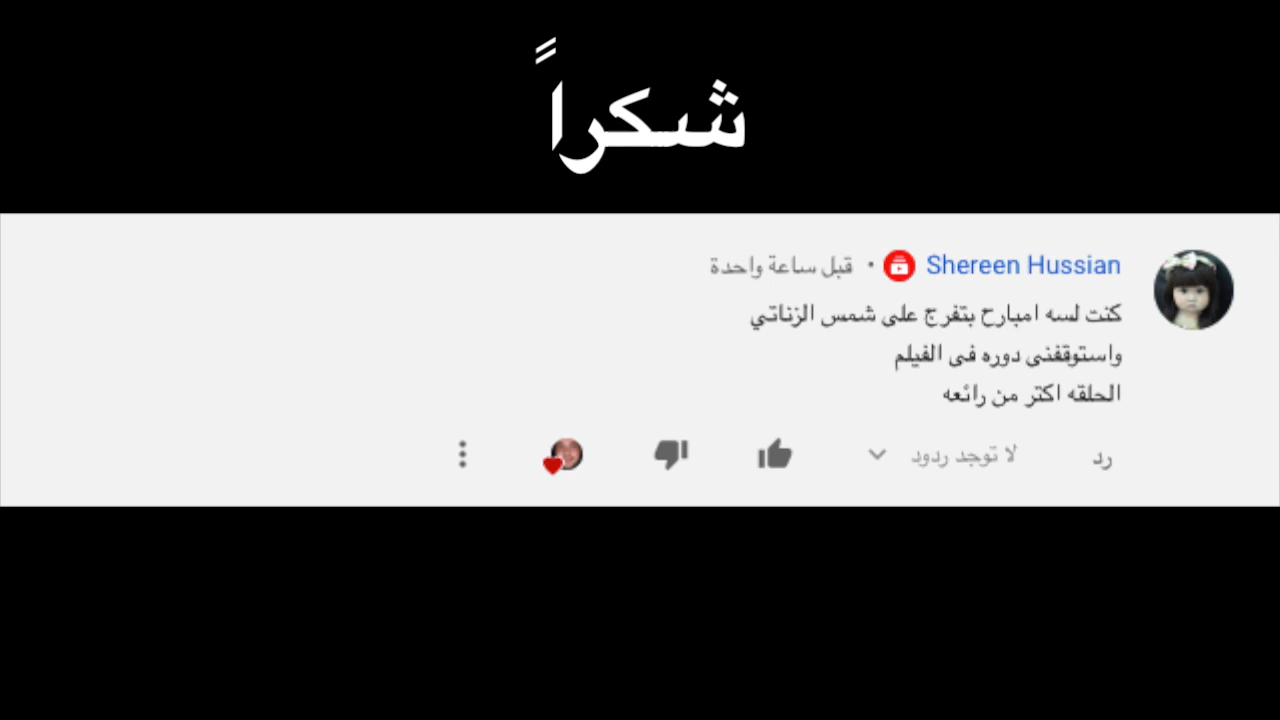 شكراً
Shereen Hussian • قبل ساعة واحدة
كنت لسه امبارح بتفرج على شمس الزناتي
واستوقفنى دوره فى الفيلم
الحلقه اكتر من رائعه
رد لا توجد ردود